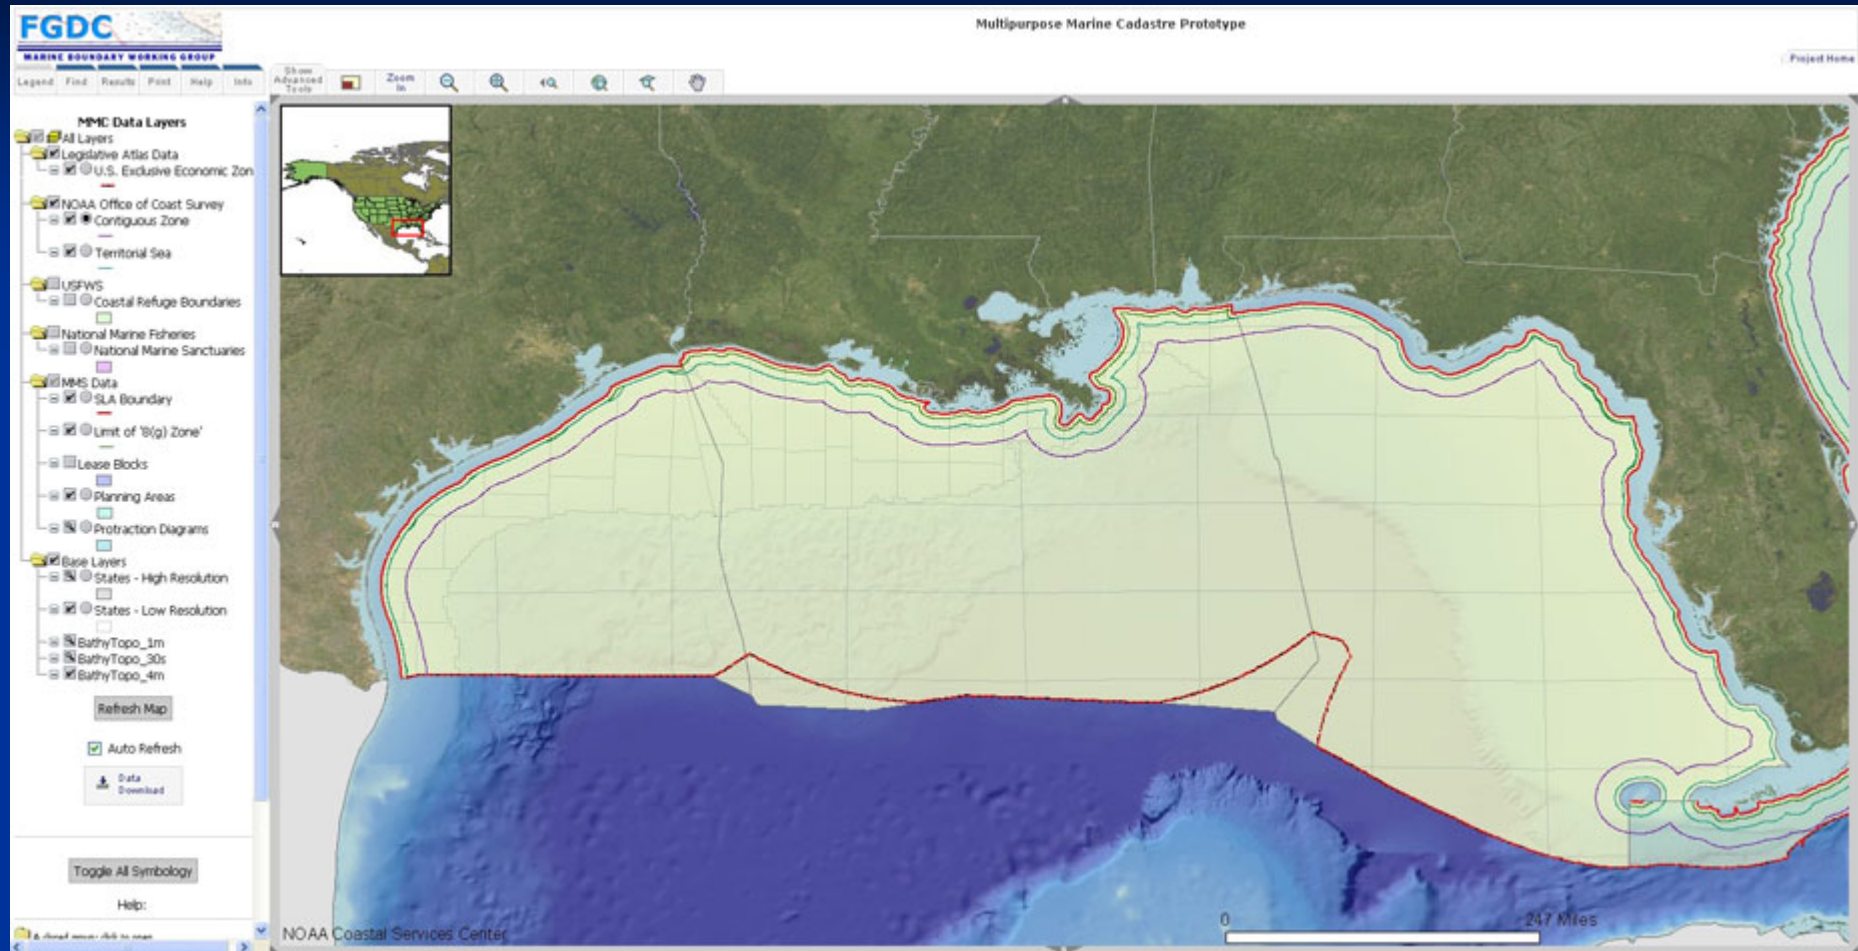 FGDC
MARINE BOUNDARY WORKING GROUP
Multipurpose Marine Cadastre Prototype
Project Home
Legend Find Results Print Help Info
Show Advanced Tools
Zoom In
MMC Data Layers
All Layers
Legislative Atlas Data
U.S. Exclusive Economic Zon
NOAA Office of Coast Survey
Contiguous Zone
Territorial Sea
USFWS
Coastal Refuge Boundaries
National Marine Fisheries
National Marine Sanctuaries
MMS Data
SLA Boundary
Limit of '8(g) Zone'
Lease Blocks
Planning Areas
Protraction Diagrams
Base Layers
States - High Resolution
States - Low Resolution
BathyTopo_1m
BathyTopo_30s
BathyTopo_4m
Refresh Map
Auto Refresh
Data
Download
Toggle All Symbology
Help:
NOAA Coastal Services Center
0 247 Miles